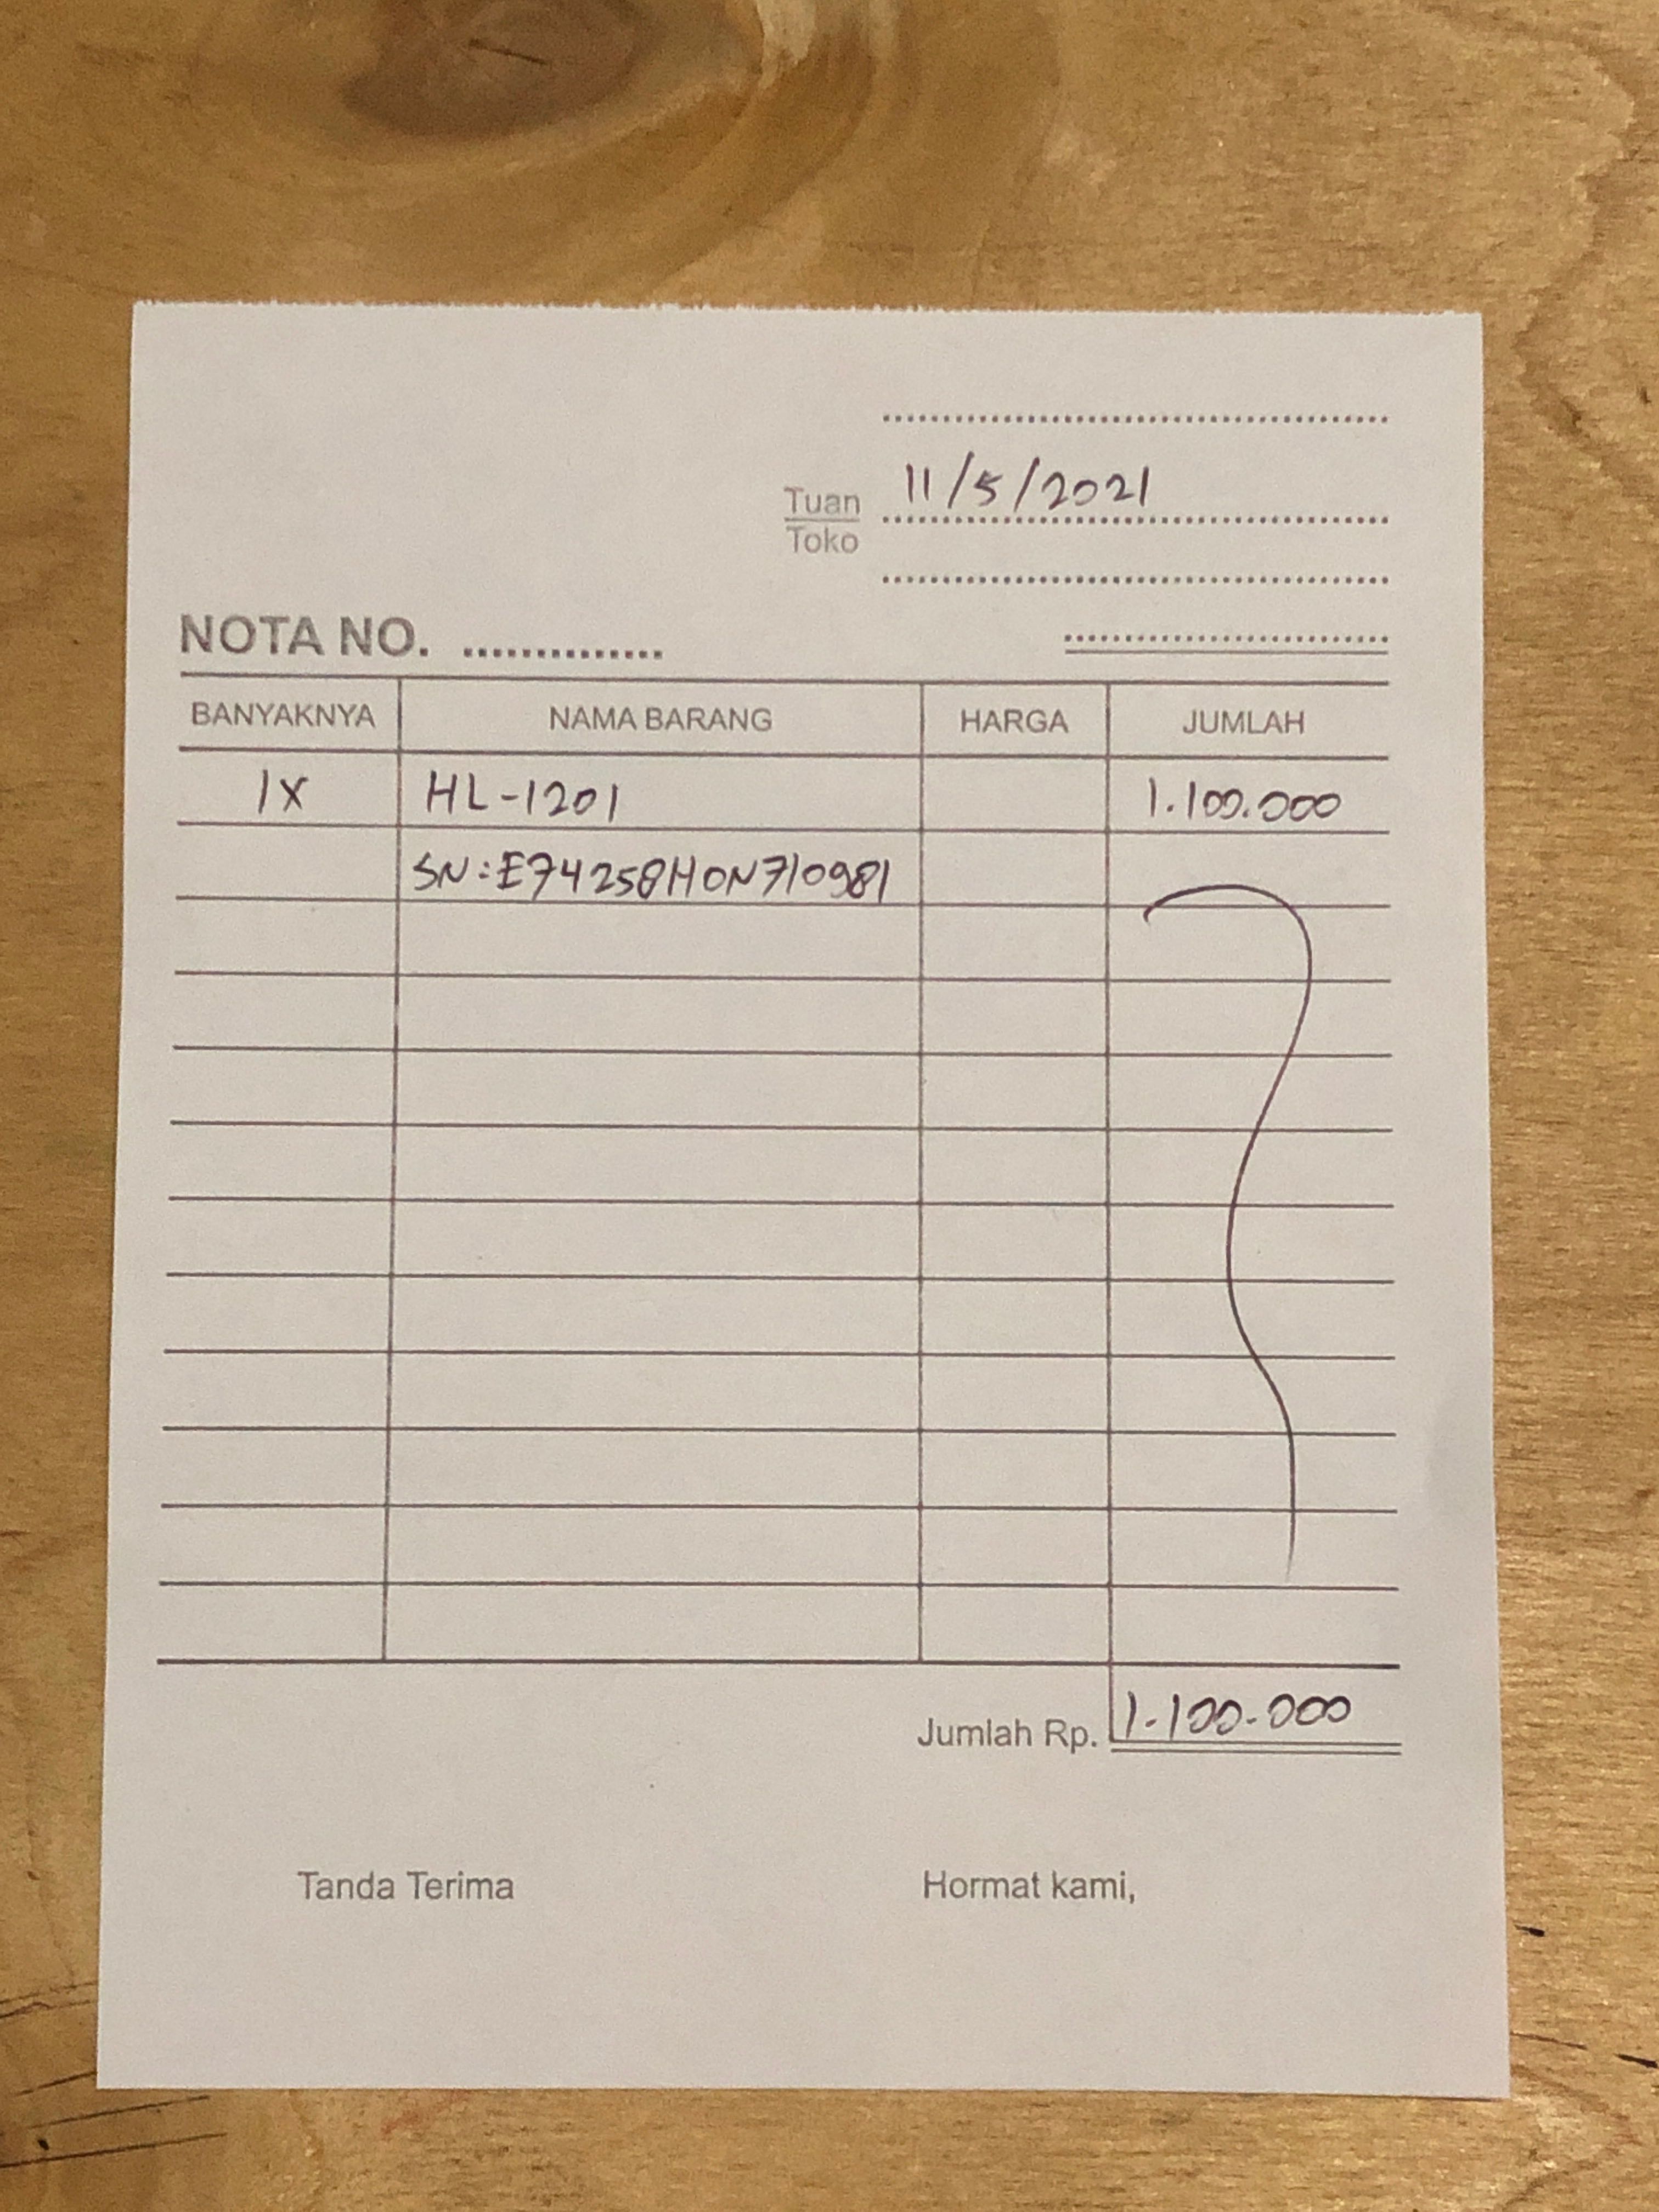 11/5/2021
Tuan
Toko
NOTA NO. ..............
BANYAKNYA NAMA BARANG HARGA JUMLAH
1X HL-1201 1.100.000
SN:E74258H0N710981
Jumlah Rp. 1.100.000
Tanda Terima Hormat kami,